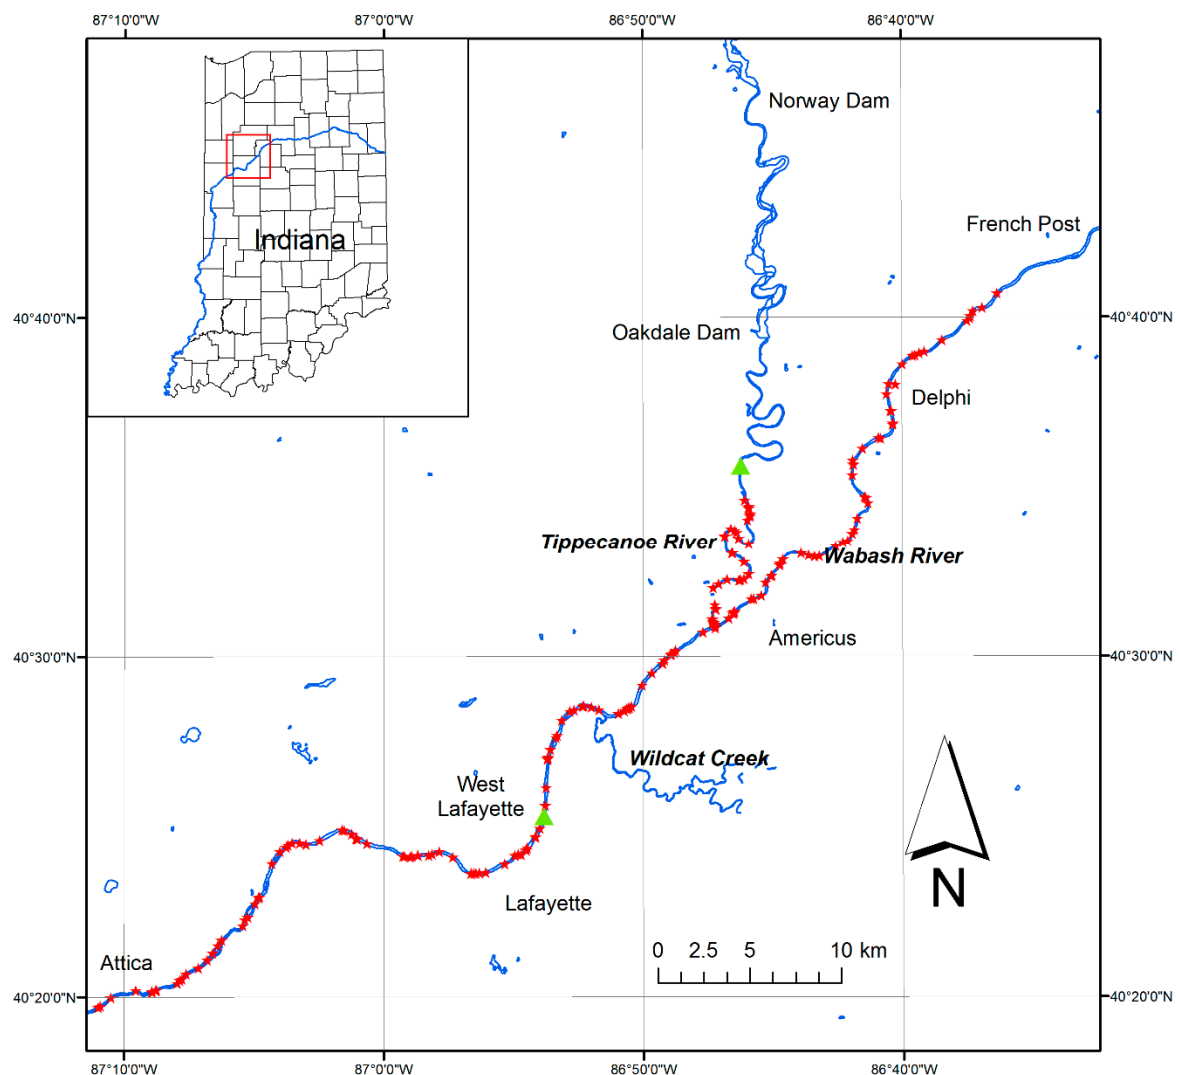 87°10'0"W 87°0'0"W 86°50'0"W 86°40'0"W
Norway Dam
French Post
Indiana
40°40'0"N 40°40'0"N
Oakdale Dam
Delphi
Tippecanoe River
Wabash River
Americus
40°30'0"N 40°30'0"N
Wildcat Creek
West
Lafayette
N
Lafayette
0 2.5 5 10 km
Attica
40°20'0"N 40°20'0"N
87°10'0"W 87°0'0"W 86°50'0"W 86°40'0"W